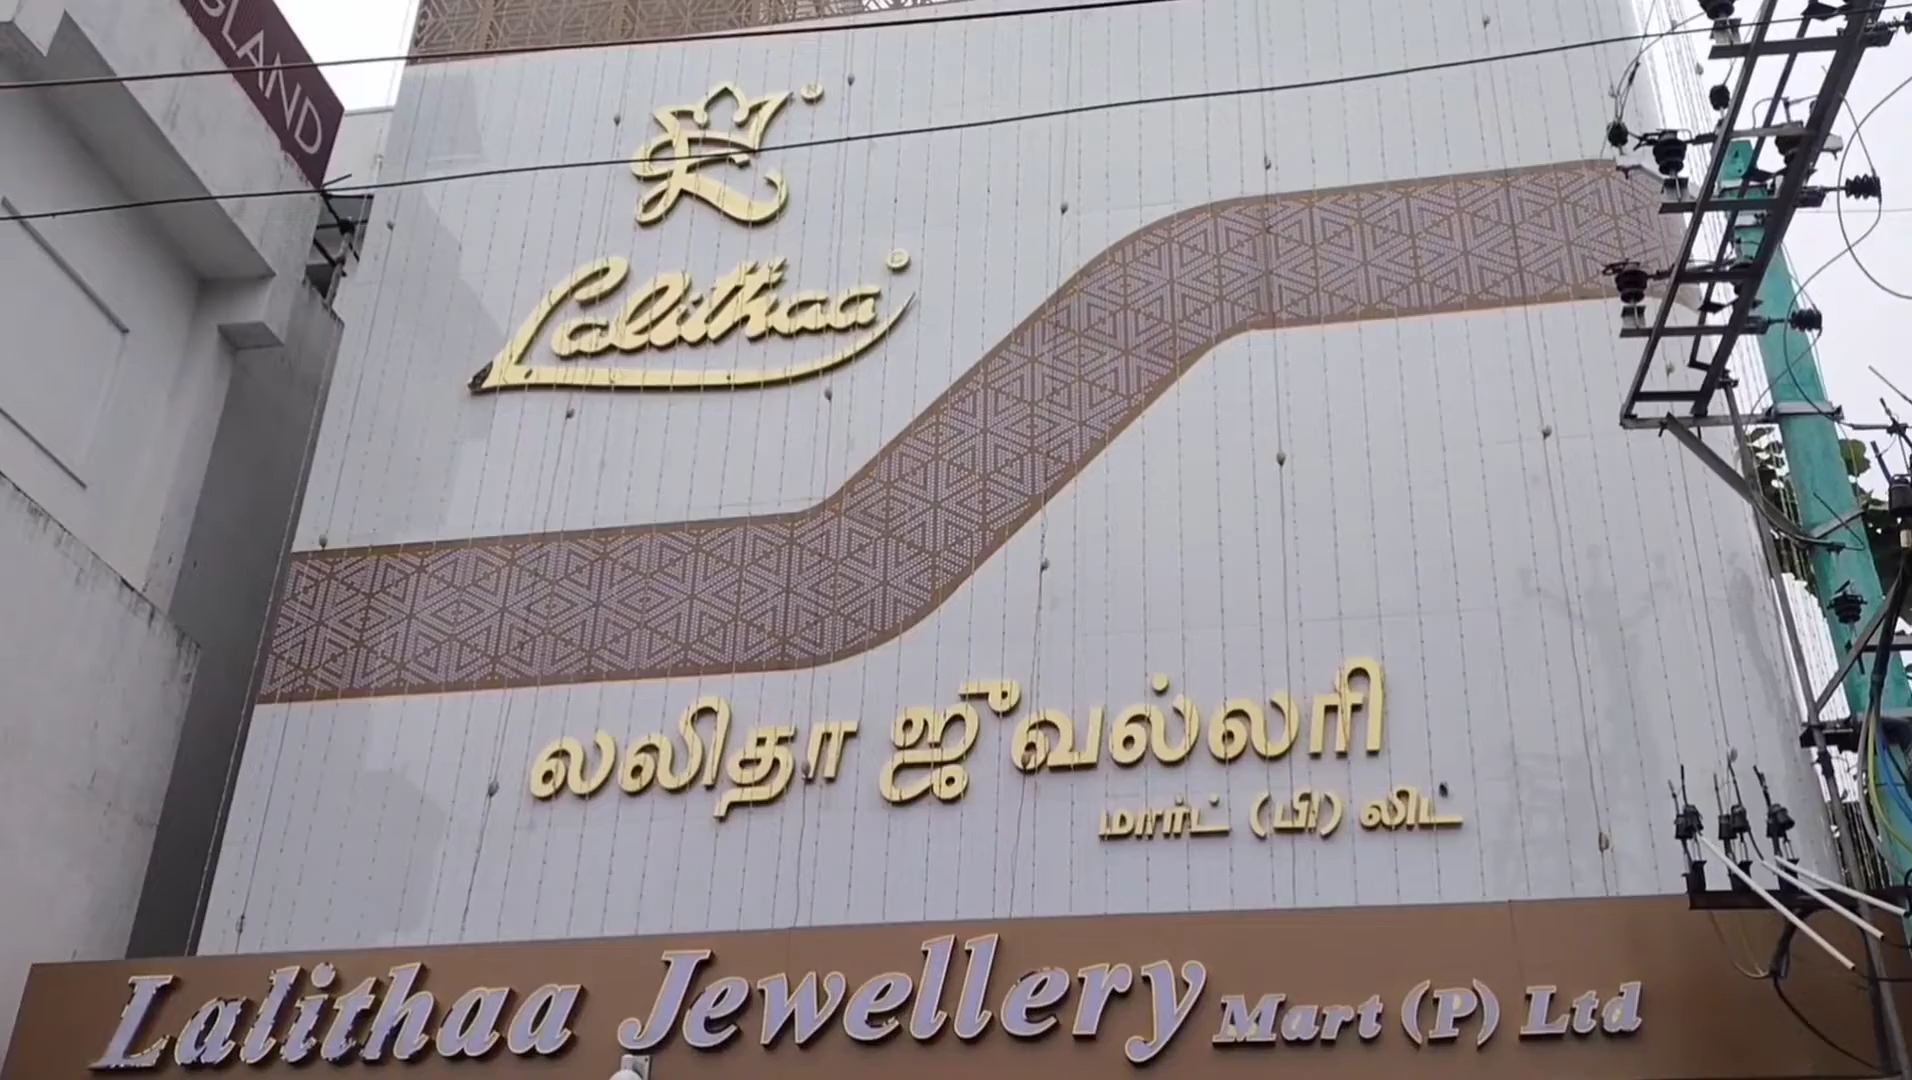 GLAND
Lalithaa
லலிதா ஜுவல்லரி
மார்ட் (பி) லிட்
Lalithaa Jewellery Mart (P) Ltd